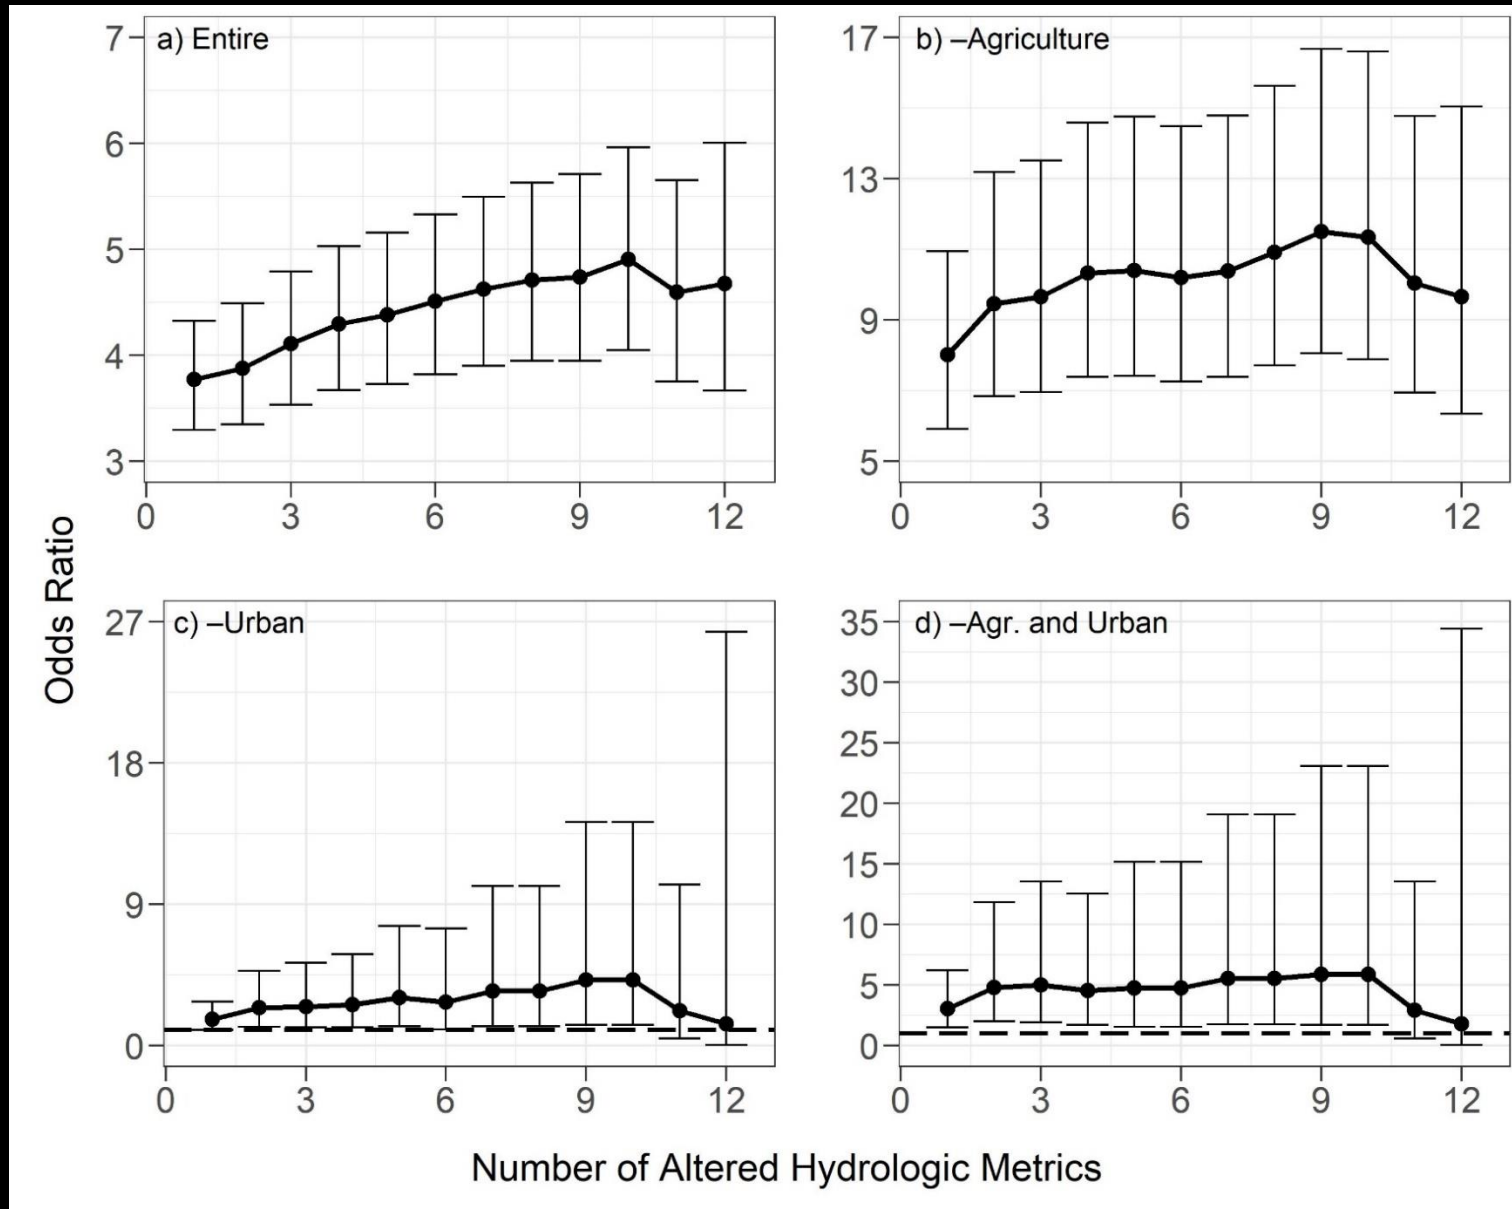 a) Entire
7
6
5
4
3
0 3 6 9 12
b) –Agriculture
17
13
9
5
0 3 6 9 12
Odds Ratio
c) –Urban
27
18
9
0
0 3 6 9 12
d) –Agr. and Urban
35
30
25
20
15
10
5
0
0 3 6 9 12
Number of Altered Hydrologic Metrics